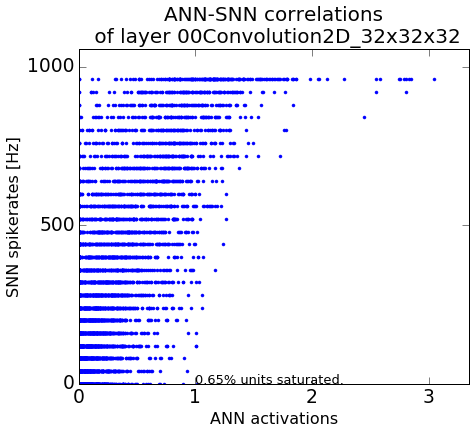 ANN-SNN correlations
of layer 00Convolution2D_32x32x32
1000
500
0
SNN spikerates [Hz]
0.65% units saturated.
0 1 2 3
ANN activations